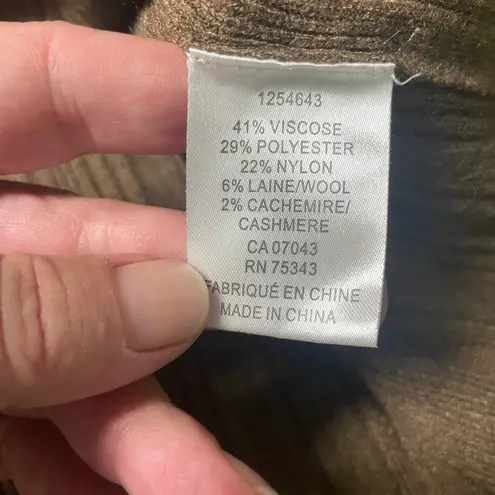 1254643
41% VISCOSE
29% POLYESTER
22% NYLON
6% LAINE/WOOL
2% CACHEMIRE/
CASHMERE
CA 07043
RN 75343
FABRIQUÉ EN CHINE
MADE IN CHINA